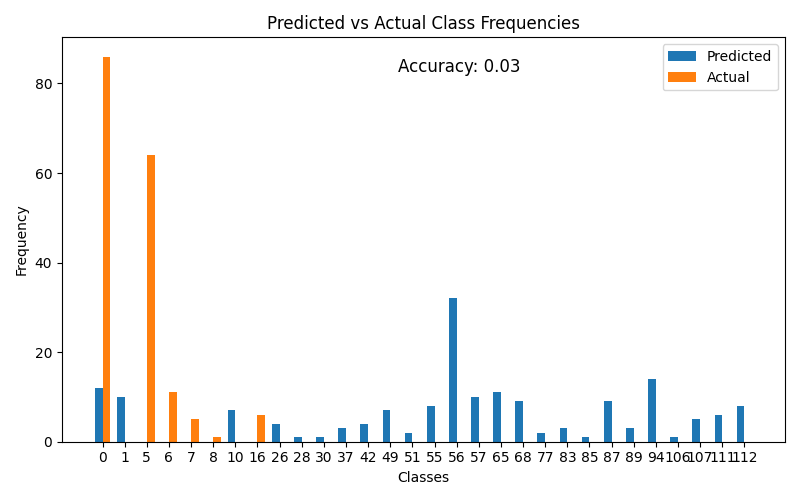 Predicted vs Actual Class Frequencies
Accuracy: 0.03
Predicted
Actual
80
60
40
20
0
Frequency
0 1 5 6 7 8 10 16 26 28 30 37 42 49 51 55 56 57 65 68 77 83 85 87 89 94 106 107 111 112
Classes